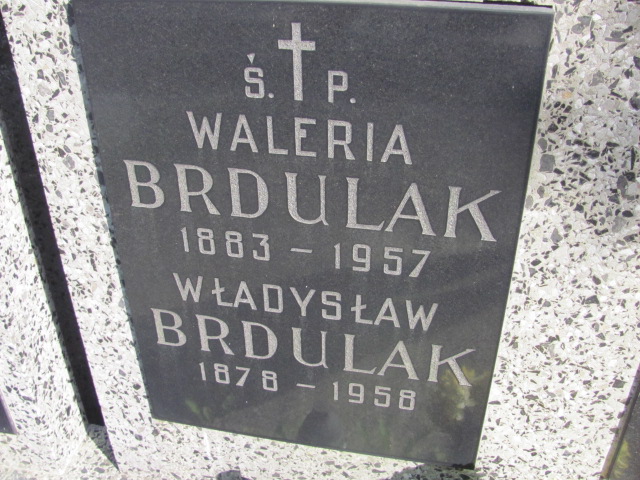 Ś. P.
WALERIA
BRDULAK
1883 - 1957
WŁADYSŁAW
BRDULAK
1878 - 1958